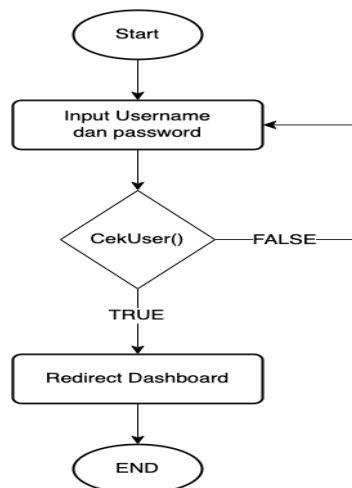 Start
Input Username
dan password
CekUser()
FALSE
TRUE
Redirect Dashboard
END